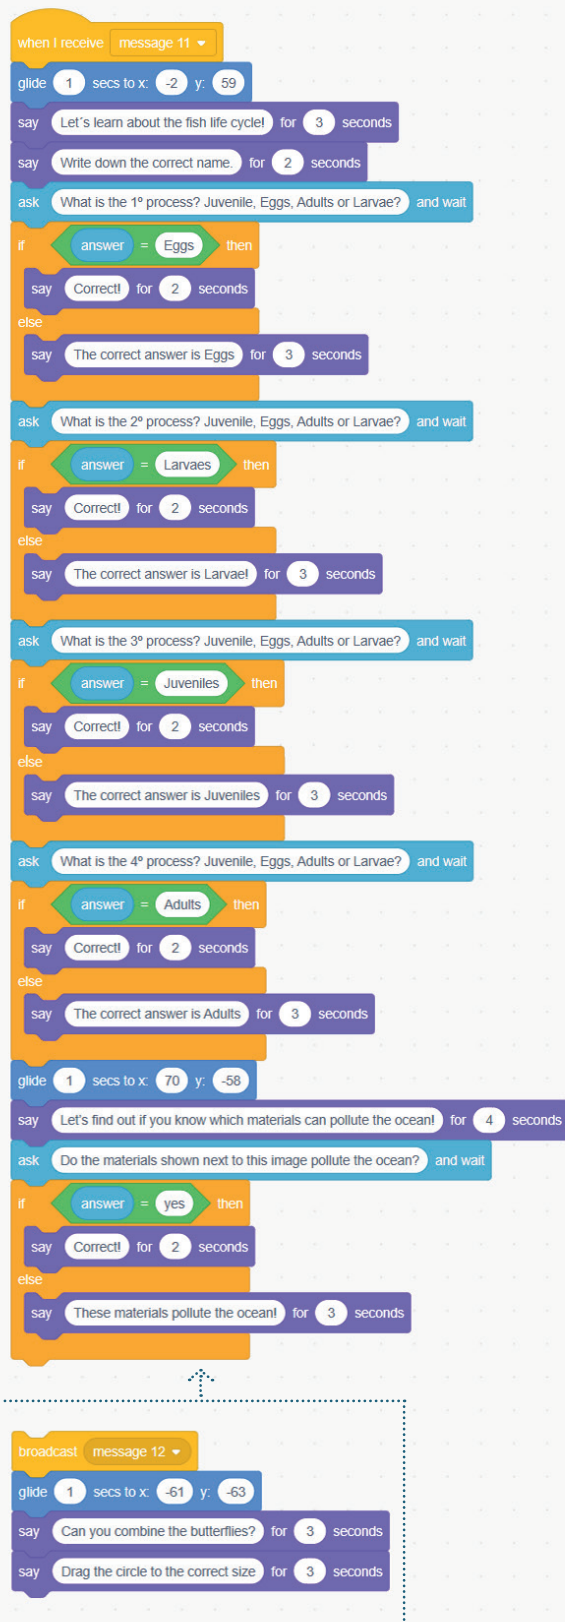 when I receive message 11
glide 1 secs to x: -2 y: 59
say Let´s learn about the fish life cycle! for 3 seconds
say Write down the correct name. for 2 seconds
ask What is the 1º process? Juvenile, Eggs, Adults or Larvae? and wait
if answer = Eggs then
say Correct! for 2 seconds
else
say The correct answer is Eggs for 3 seconds
ask What is the 2º process? Juvenile, Eggs, Adults or Larvae? and wait
if answer = Larvaes then
say Correct! for 2 seconds
else
say The correct answer is Larvae! for 3 seconds
ask What is the 3º process? Juvenile, Eggs, Adults or Larvae? and wait
if answer = Juveniles then
say Correct! for 2 seconds
else
say The correct answer is Juveniles for 3 seconds
ask What is the 4º process? Juvenile, Eggs, Adults or Larvae? and wait
if answer = Adults then
say Correct! for 2 seconds
else
say The correct answer is Adults for 3 seconds
glide 1 secs to x: 70 y: -58
say Let's find out if you know which materials can pollute the ocean! for 4 seconds
ask Do the materials shown next to this image pollute the ocean? and wait
if answer = yes then
say Correct! for 2 seconds
else
say These materials pollute the ocean! for 3 seconds
broadcast message 12
glide 1 secs to x: -61 y: -63
say Can you combine the butterflies? for 3 seconds
say Drag the circle to the correct size for 3 seconds